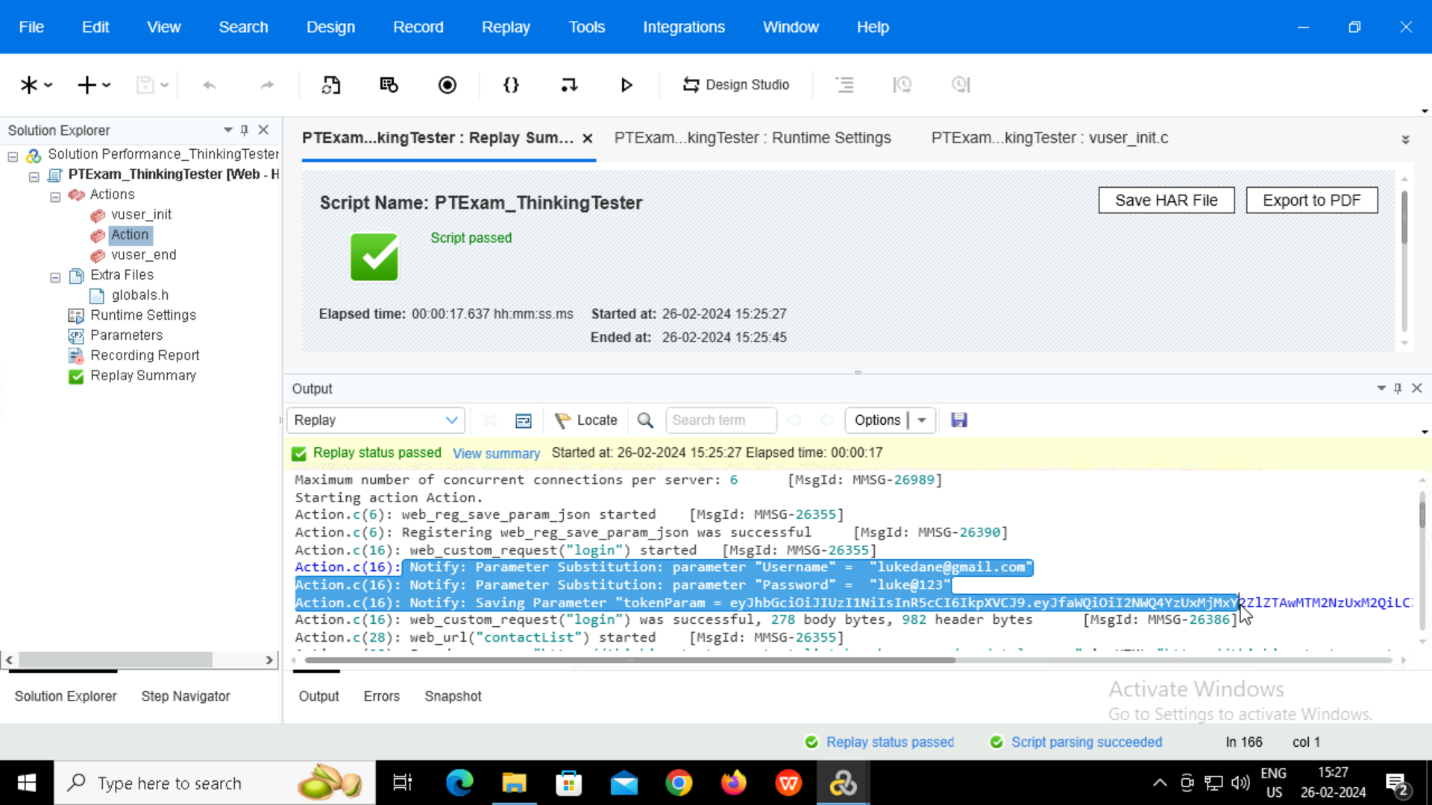 File Edit View Search Design Record Replay Tools Integrations Window Help
Design Studio
Solution Explorer
Solution Performance_ThinkingTester
PTExam_ThinkingTester [Web - H
Actions
vuser_init
Action
vuser_end
Extra Files
globals.h
Runtime Settings
Parameters
Recording Report
Replay Summary
PTExam...kingTester : Replay Sum... PTExam...kingTester : Runtime Settings PTExam...kingTester : vuser_init.c
Script Name: PTExam_ThinkingTester
Save HAR File Export to PDF
Script passed
Elapsed time: 00:00:17.637 hh:mm:ss.ms Started at: 26-02-2024 15:25:27
Ended at: 26-02-2024 15:25:45
Output
Replay Locate Search term Options
Replay status passed View summary Started at: 26-02-2024 15:25:27 Elapsed time: 00:00:17
Maximum number of concurrent connections per server: 6 [MsgId: MMSG-26989]
Starting action Action.
Action.c(6): web_reg_save_param_json started [MsgId: MMSG-26355]
Action.c(6): Registering web_reg_save_param_json was successful [MsgId: MMSG-26390]
Action.c(16): web_custom_request("login") started [MsgId: MMSG-26355]
Action.c(16): Notify: Parameter Substitution: parameter "Username" = "lukedane@gmail.com"
Action.c(16): Notify: Parameter Substitution: parameter "Password" = "luke@123"
Action.c(16): Notify: Saving Parameter "tokenParam =
Action.c(16): web_custom_request("login") was successful, 278 body bytes, 982 header bytes [MsgId: MMSG-26386]
Action.c(28): web_url("contactList") started [MsgId: MMSG-26355]
Solution Explorer Step Navigator
Output Errors Snapshot
Activate Windows
Go to Settings to activate Windows.
Replay status passed Script parsing succeeded ln 166 col 1
Type here to search
ENG
US
15:27
26-02-2024
2